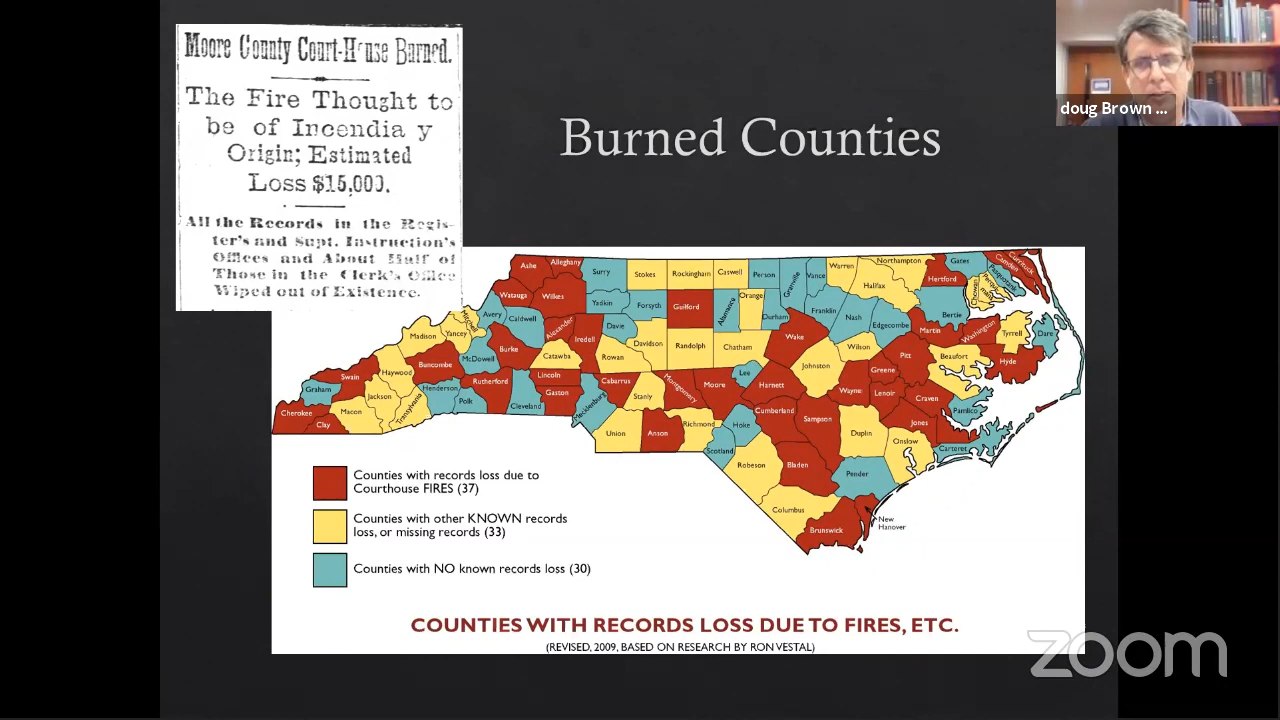 Moore County Court-House Burned.
The Fire Thought to
be of Incendia y
Origin; Estimated
Loss $15,000.
All the Records in the Regis-
ter's and Supt. Instruction's
Offices and About Half of
Those in the Clerk's Office
Wiped out of Existence.
Burned Counties
doug Brown ...
Ashe
Alleghany
Surry
Stokes
Rockingham
Caswell
Person
Granville
Vance
Warren
Northampton
Halifax
Hertford
Gates
Currituck
Camden
Pasquotank
Perqui-
mans
Chowan
Watauga
Wilkes
Yadkin
Forsyth
Guilford
Alamance
Orange
Durham
Franklin
Nash
Edgecombe
Bertie
Martin
Washington
Tyrrell
Dare
Mitchell
Avery
Caldwell
Alexander
Iredell
Davie
Davidson
Randolph
Chatham
Wake
Wilson
Pitt
Beaufort
Hyde
Madison
Yancey
McDowell
Burke
Catawba
Rowan
Johnston
Greene
Swain
Haywood
Buncombe
Rutherford
Lincoln
Cabarrus
Montgomery
Moore
Lee
Harnett
Wayne
Lenoir
Craven
Pamlico
Graham
Jackson
Henderson
Polk
Cleveland
Gaston
Mecklenburg
Stanly
Cherokee
Clay
Macon
Transylvania
Union
Anson
Richmond
Scotland
Hoke
Cumberland
Sampson
Duplin
Jones
Onslow
Carteret
Robeson
Bladen
Pender
Columbus
Brunswick
New
Hanover
Counties with records loss due to
Courthouse FIRES (37)
Counties with other KNOWN records
loss, or missing records (33)
Counties with NO known records loss (30)
COUNTIES WITH RECORDS LOSS DUE TO FIRES, ETC.
(REVISED, 2009, BASED ON RESEARCH BY RON VESTAL)
zoom